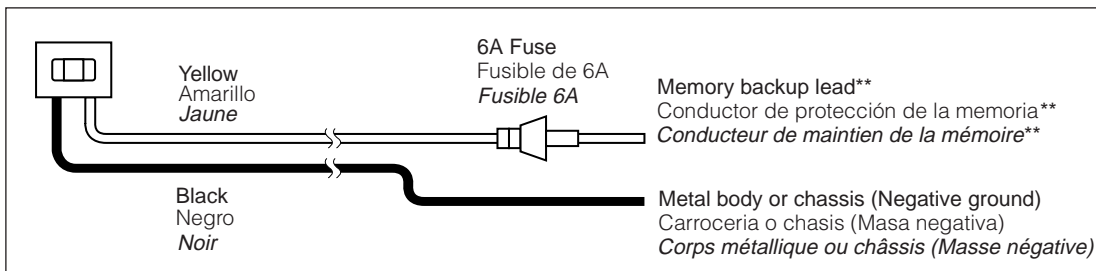 Yellow
Amarillo
Jaune
6A Fuse
Fusible de 6A
Fusible 6A
Memory backup lead**
Conductor de protección de la memoria**
Conducteur de maintien de la mémoire**
Black
Negro
Noir
Metal body or chassis (Negative ground)
Carroceria o chasis (Masa negativa)
Corps métallique ou châssis (Masse négative)